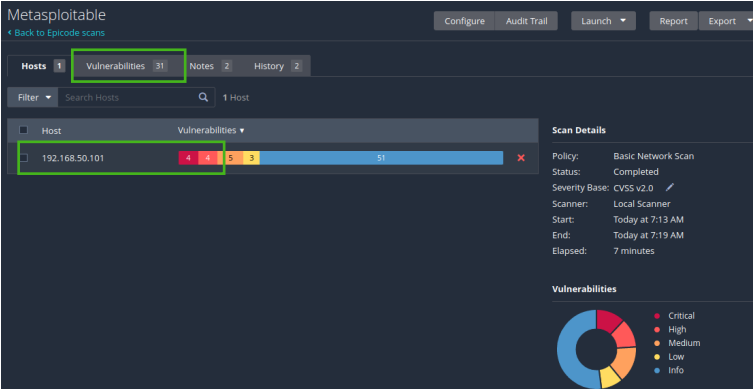 Metasploitable
Configure Audit Trail Launch Report Export
< Back to Epicode scans
Hosts 1 Vulnerabilities 31 Notes 2 History 2
Filter Search Hosts 1 Host
Host Vulnerabilities
192.168.50.101 4 4 5 3 51
Scan Details
Policy: Basic Network Scan
Status: Completed
Severity Base: CVSS v2.0
Scanner: Local Scanner
Start: Today at 7:13 AM
End: Today at 7:19 AM
Elapsed: 7 minutes
Vulnerabilities
Critical
High
Medium
Low
Info